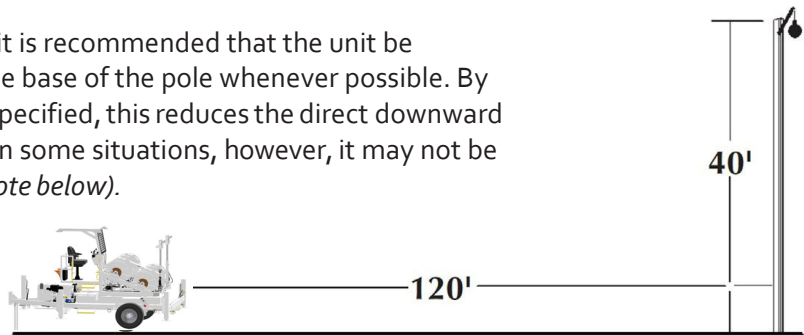 it is recommended that the unit be
e base of the pole whenever possible. By
pecified, this reduces the direct downward
n some situations, however, it may not be
ote below).
40'
120'